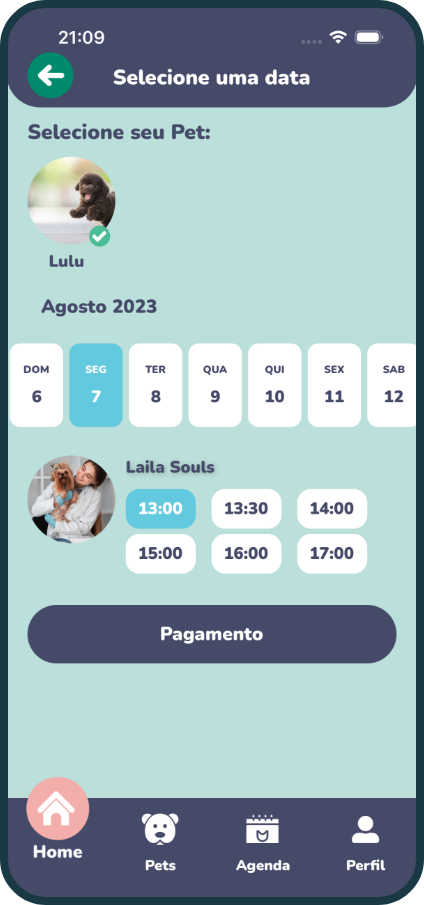 21:09
Selecione uma data
Selecione seu Pet:
Lulu
Agosto 2023
DOM SEG TER QUA QUI SEX SAB
6 7 8 9 10 11 12
Laila Souls
13:00 13:30 14:00
15:00 16:00 17:00
Pagamento
Home Pets Agenda Perfil